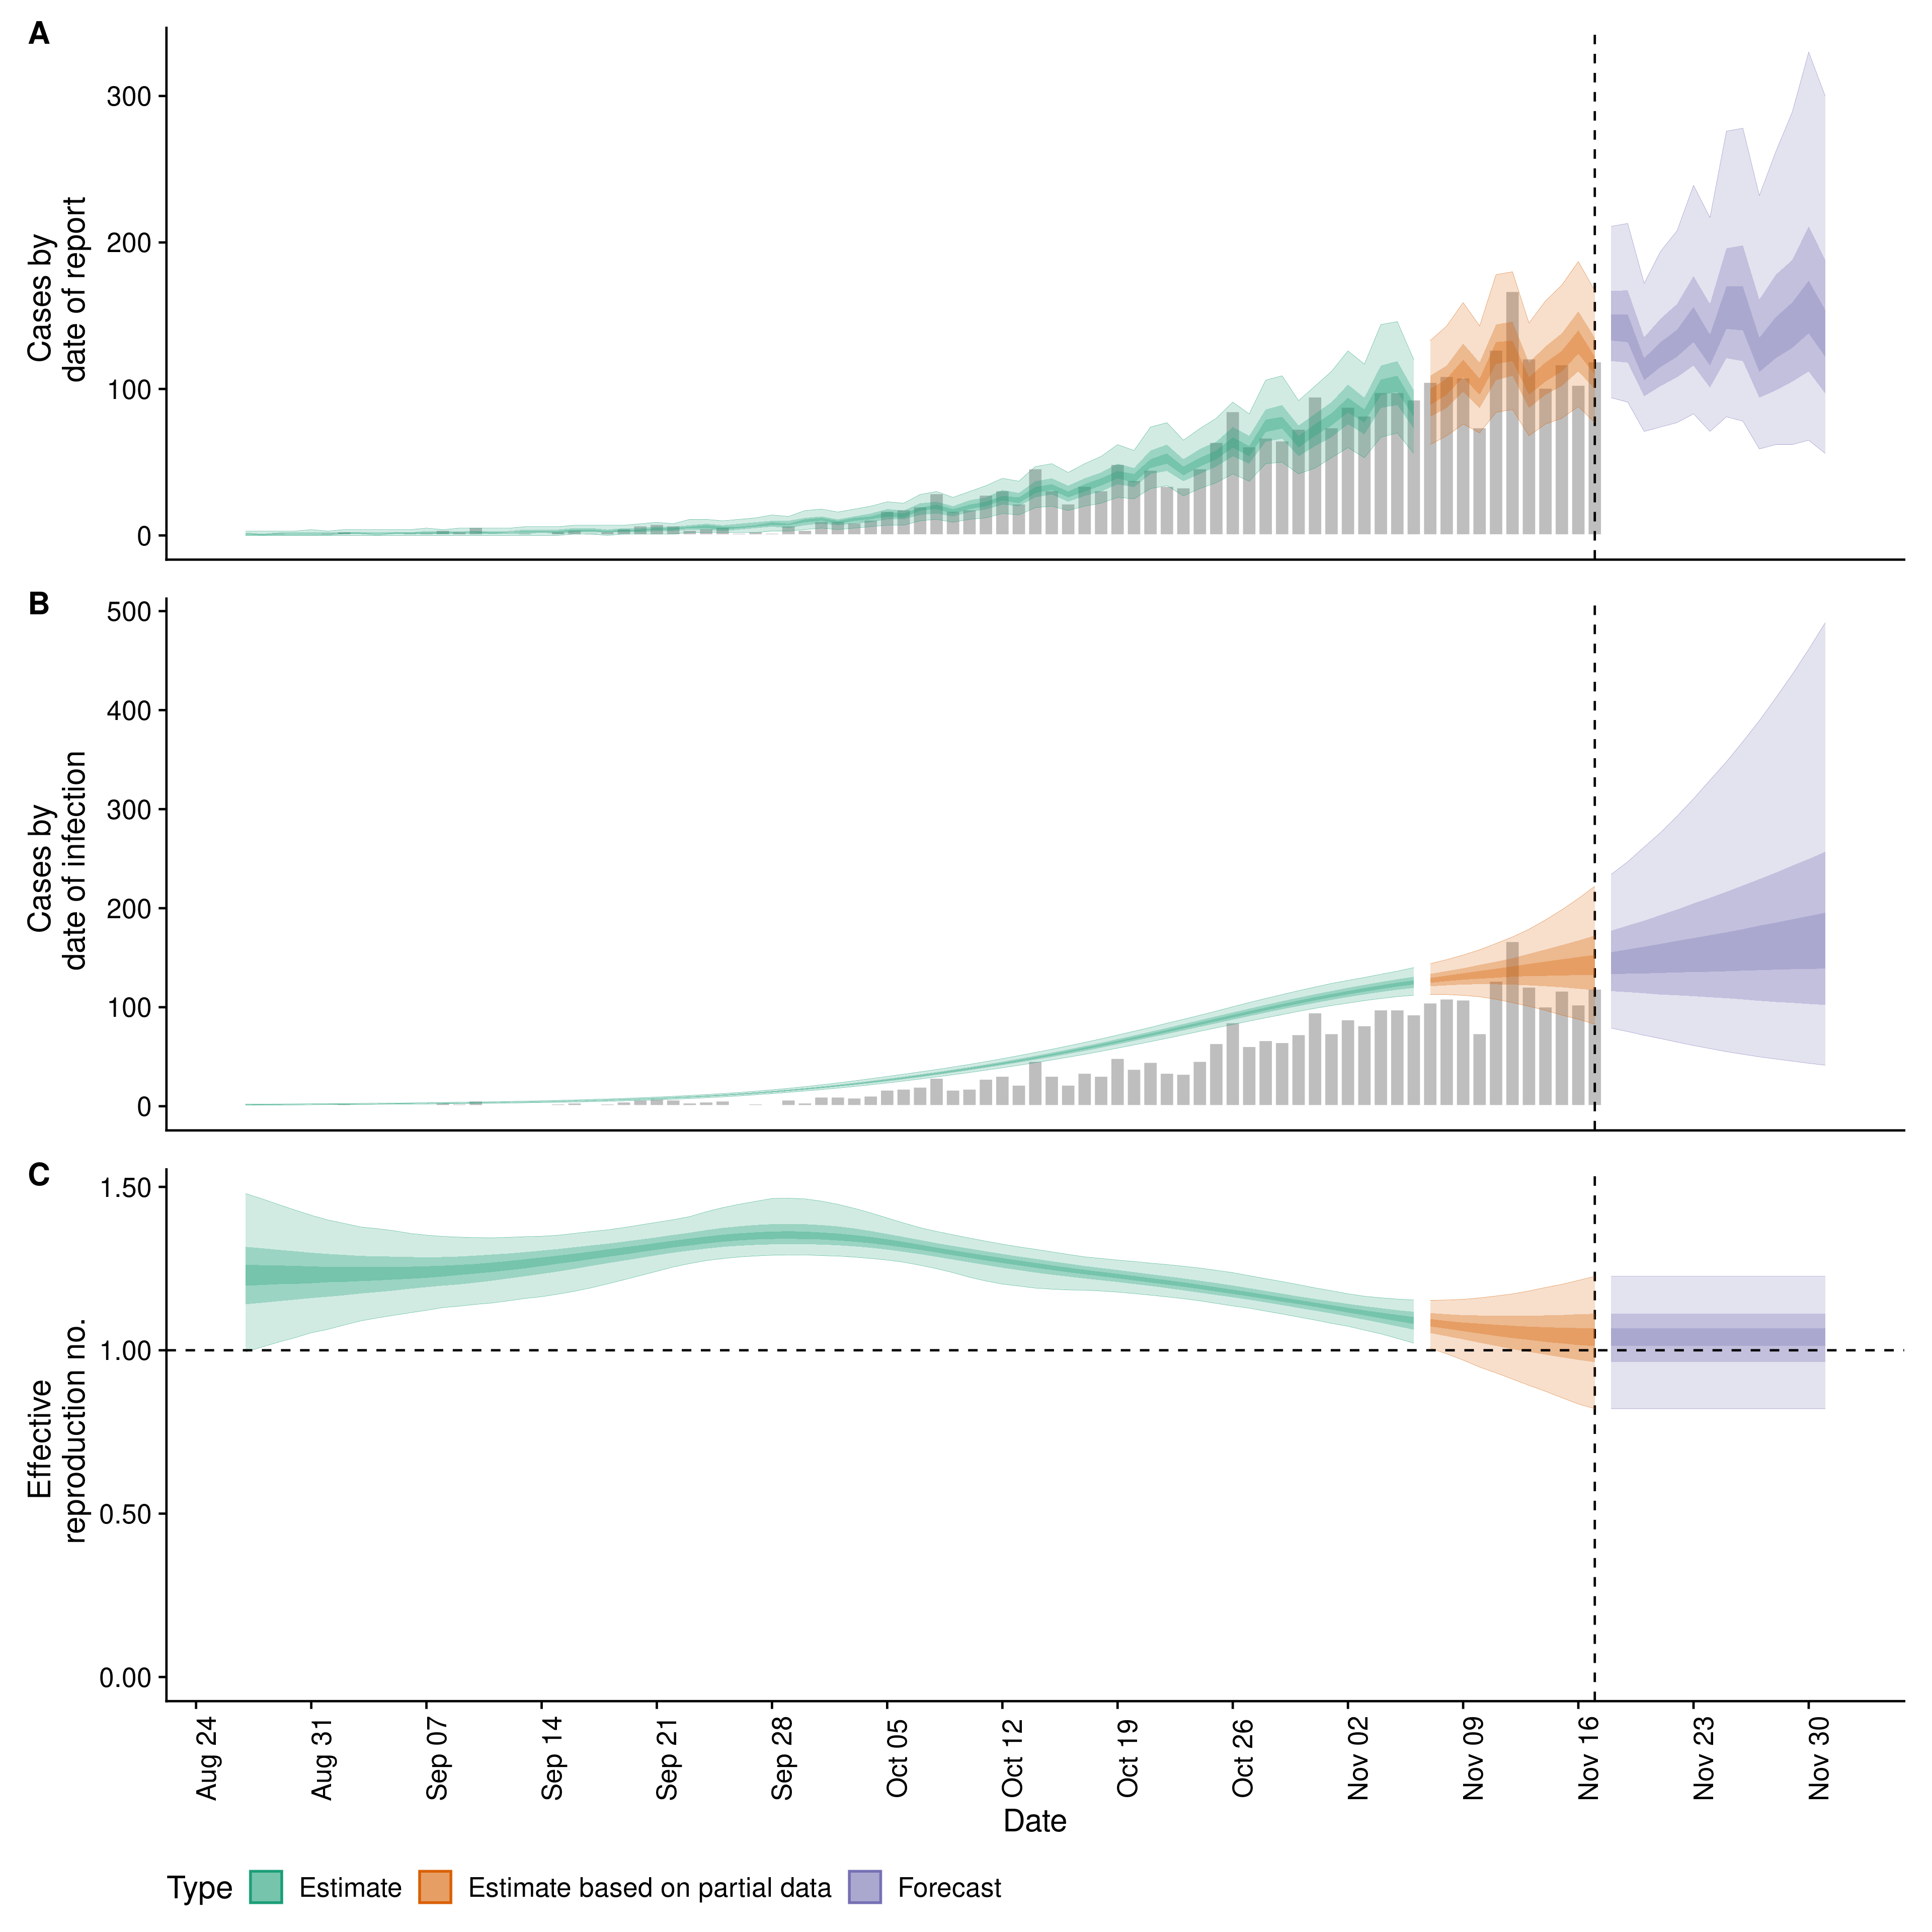 A
Cases by
date of report
300
200
100
0
B
Cases by
date of infection
500
400
300
200
100
0
C
Effective
reproduction no.
1.50
1.00
0.50
0.00
Aug 24
Aug 31
Sep 07
Sep 14
Sep 21
Sep 28
Oct 05
Oct 12
Oct 19
Oct 26
Nov 02
Nov 09
Nov 16
Nov 23
Nov 30
Date
Type Estimate Estimate based on partial data Forecast